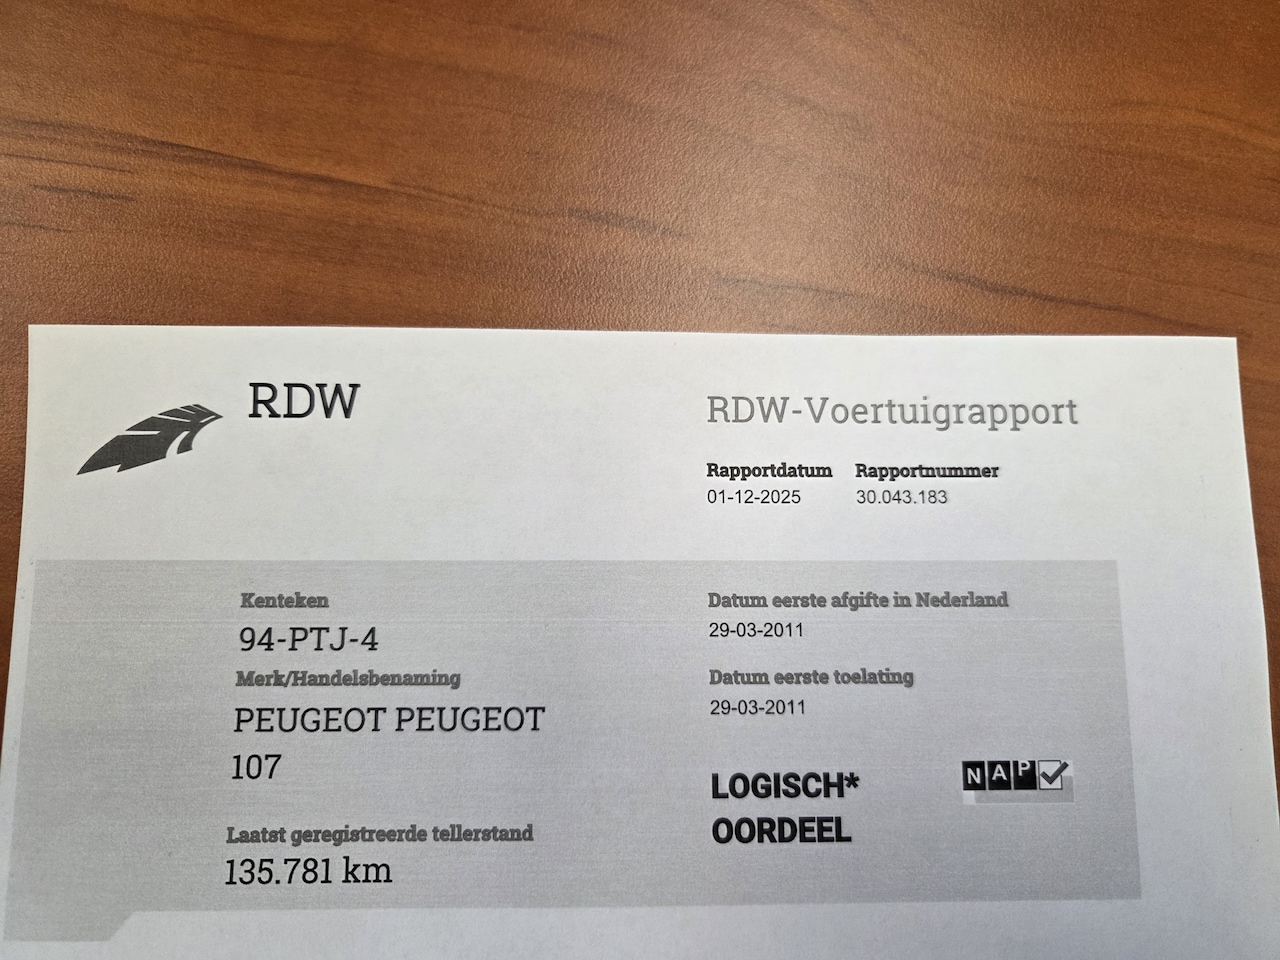 RDW
RDW-Voertuigrapport
Rapportdatum Rapportnummer
01-12-2025 30.043.183
Kenteken
94-PTJ-4
Merk/Handelsbenaming
PEUGEOT PEUGEOT
107
Laatst geregistreerde tellerstand
135.781 km
Datum eerste afgifte in Nederland
29-03-2011
Datum eerste toelating
29-03-2011
LOGISCH*
OORDEEL
NAP